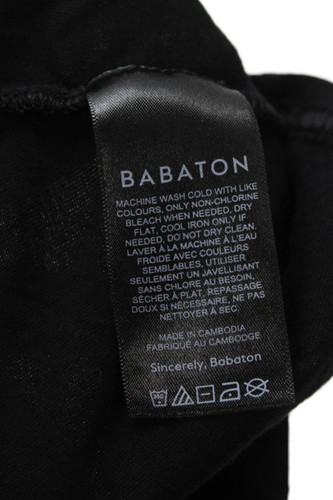 BABATON
MACHINE WASH COLD WITH LIKE
COLOURS, ONLY NON-CHLORINE
BLEACH WHEN NEEDED, DRY
FLAT, COOL IRON ONLY IF
NEEDED, DO NOT DRY CLEAN.
LAVER À LA MACHINE À L'EAU
FROIDE AVEC COULEURS
SEMBLABLES, UTILISER
SEULEMENT UN JAVELLISANT
SANS CHLORE AU BESOIN,
SÉCHER À PLAT, REPASSAGE
DOUX SI NÉCESSAIRE, NE PAS
NETTOYER À SEC.
MADE IN CAMBODIA
FABRIQUÉ AU CAMBODGE
Sincerely, Babaton